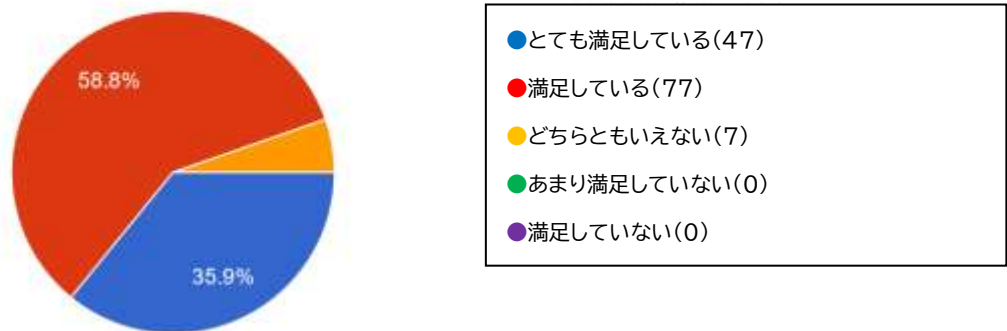 58.8%
35.9%
●とても満足している(47)
●満足している(77)
●どちらともいえない(7)
●あまり満足していない(0)
●満足していない(0)